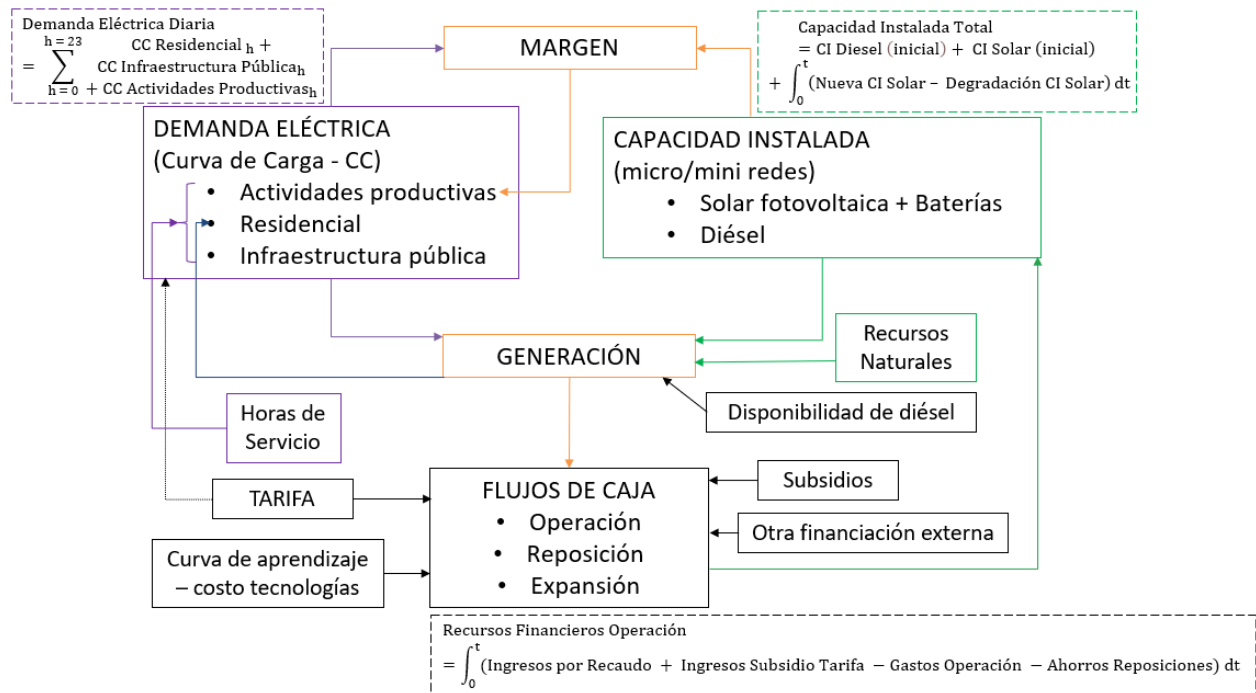 Demanda Eléctrica Diaria
= ∑ h = 23 h = 0 CC Residencial h +
CC Infraestructura Públicah
+ CC Actividades Productivash
MARGEN
Capacidad Instalada Total
= CI Diesel (inicial) + CI Solar (inicial)
+ ∫₀ᵗ (Nueva CI Solar − Degradación CI Solar) dt
DEMANDA ELÉCTRICA
(Curva de Carga - CC)
• Actividades productivas
• Residencial
• Infraestructura pública
CAPACIDAD INSTALADA
(micro/mini redes)
• Solar fotovoltaica + Baterías
• Diésel
GENERACIÓN
Recursos
Naturales
Horas de
Servicio
Disponibilidad de diésel
TARIFA
FLUJOS DE CAJA
• Operación
• Reposición
• Expansión
Subsidios
Otra financiación externa
Curva de aprendizaje
– costo tecnologías
Recursos Financieros Operación
= ∫₀ᵗ (Ingresos por Recaudo + Ingresos Subsidio Tarifa − Gastos Operación − Ahorros Reposiciones) dt